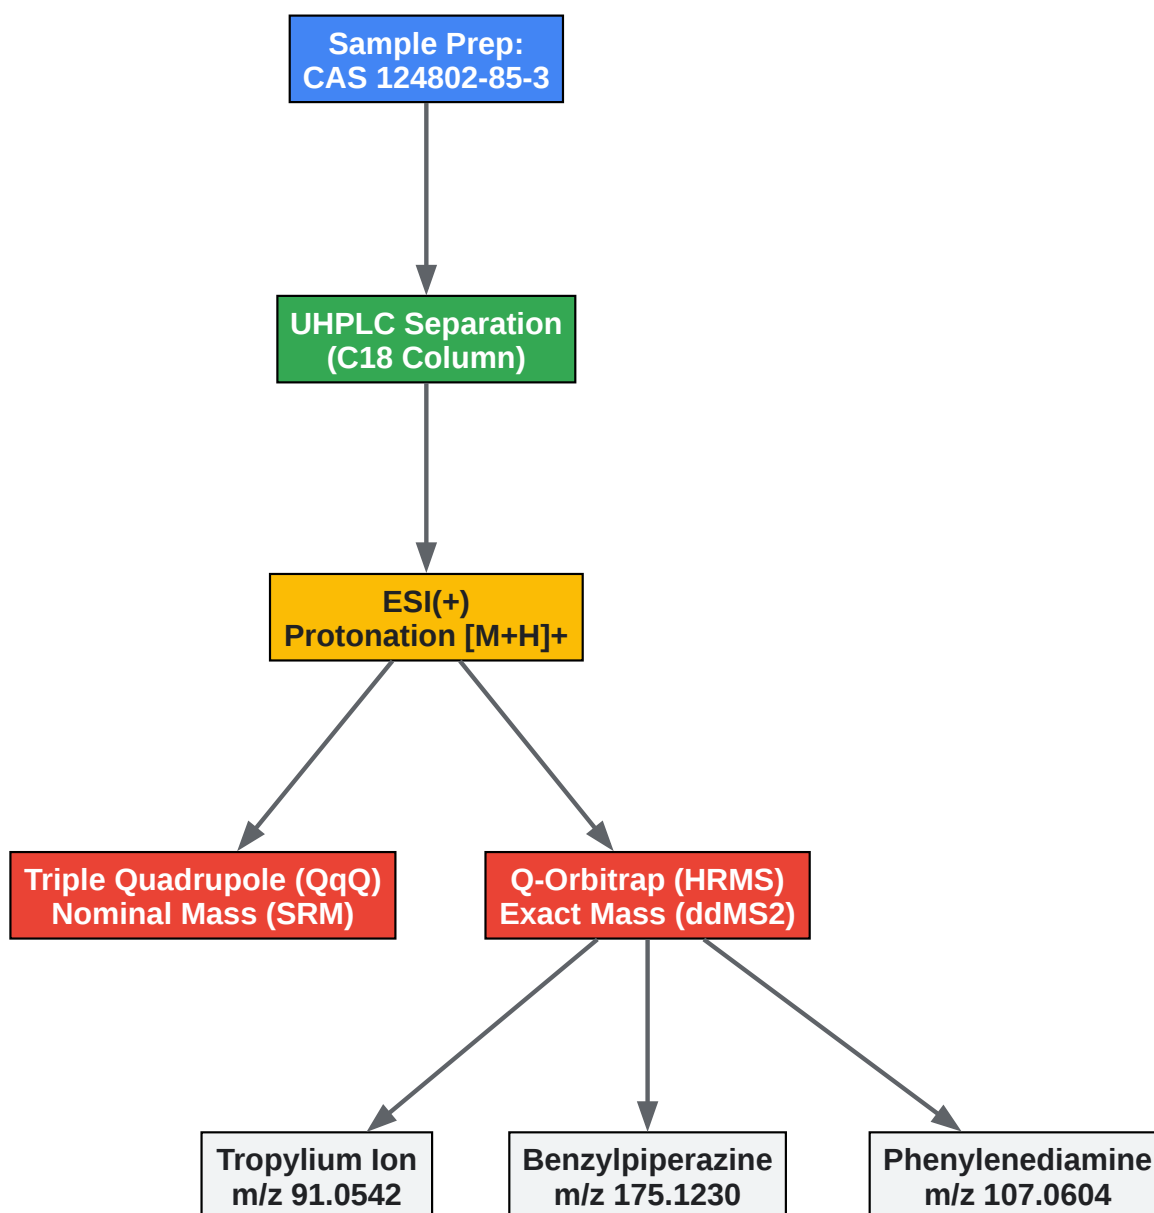 Sample Prep:
CAS 124802-85-3
UHPLC Separation
(C18 Column)
ESI(+)
Protonation [M+H]+
Triple Quadrupole (QqQ)
Nominal Mass (SRM)
Q-Orbitrap (HRMS)
Exact Mass (ddMS2)
Tropylium Ion
m/z 91.0542
Benzylpiperazine
m/z 175.1230
Phenylenediamine
m/z 107.0604